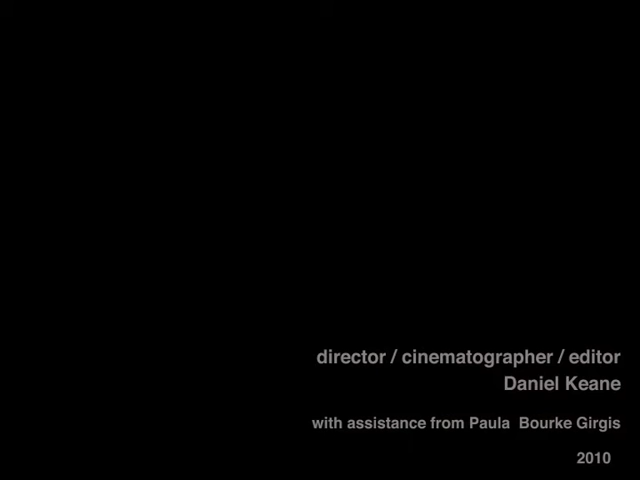 director / cinematographer / editor
Daniel Keane
with assistance from Paula  Bourke Girgis
2010